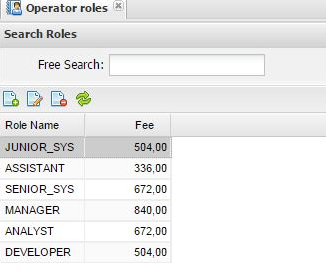 Operator roles
Search Roles
Free Search:
Role Name Fee
JUNIOR_SYS 504,00
ASSISTANT 336,00
SENIOR_SYS 672,00
MANAGER 840,00
ANALYST 672,00
DEVELOPER 504,00